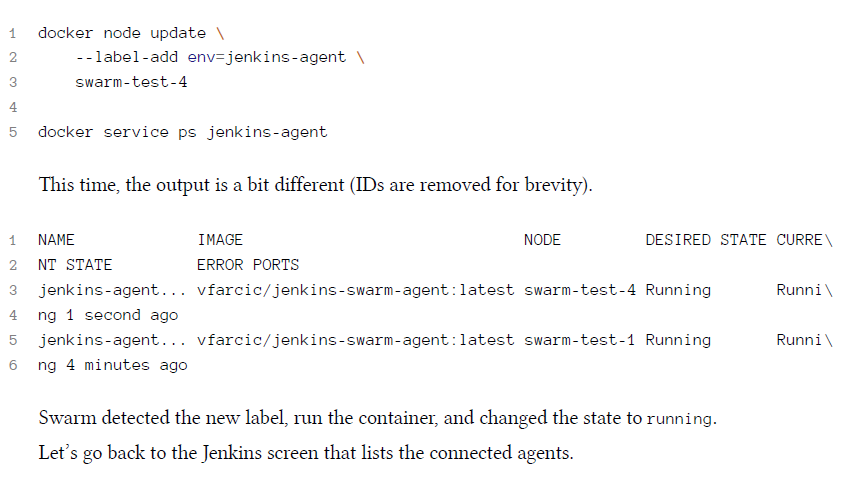 1 docker node update \
2 --label-add env=jenkins-agent \
3 swarm-test-4
4
5 docker service ps jenkins-agent
This time, the output is a bit different (IDs are removed for brevity).
1 NAME IMAGE NODE DESIRED STATE CURRE\
2 NT STATE ERROR PORTS
3 jenkins-agent... vfarcic/jenkins-swarm-agent:latest swarm-test-4 Running Runni\
4 ng 1 second ago
5 jenkins-agent... vfarcic/jenkins-swarm-agent:latest swarm-test-1 Running Runni\
6 ng 4 minutes ago
Swarm detected the new label, run the container, and changed the state to running.
Let’s go back to the Jenkins screen that lists the connected agents.